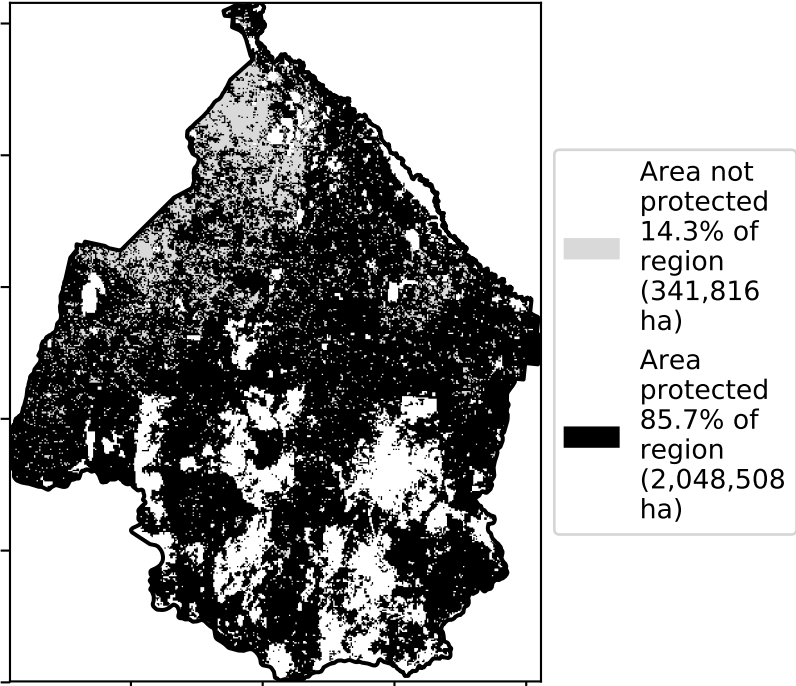 Area not
protected
14.3% of
region
(341,816
ha)
Area
protected
85.7% of
region
(2,048,508
ha)